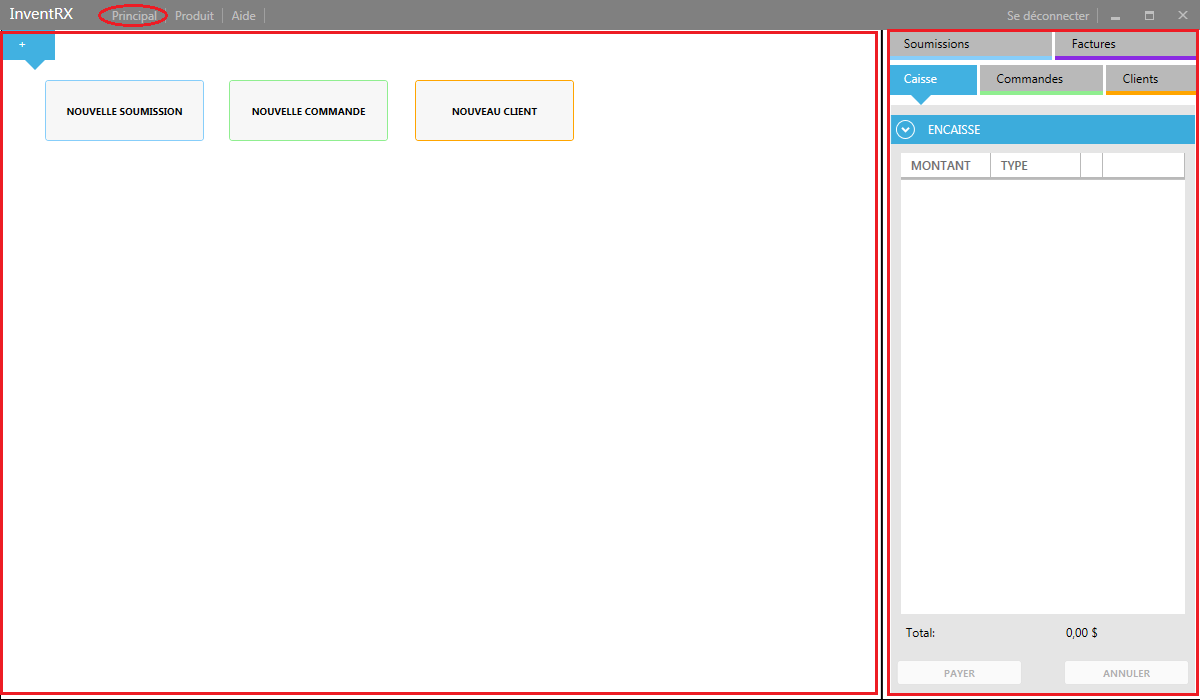 InventRX Principal Produit Aide Se déconnecter
+
NOUVELLE SOUMISSION NOUVELLE COMMANDE NOUVEAU CLIENT
Soumissions Factures
Caisse Commandes Clients
ENCAISSE
MONTANT TYPE
Total: 0,00 $
PAYER ANNULER